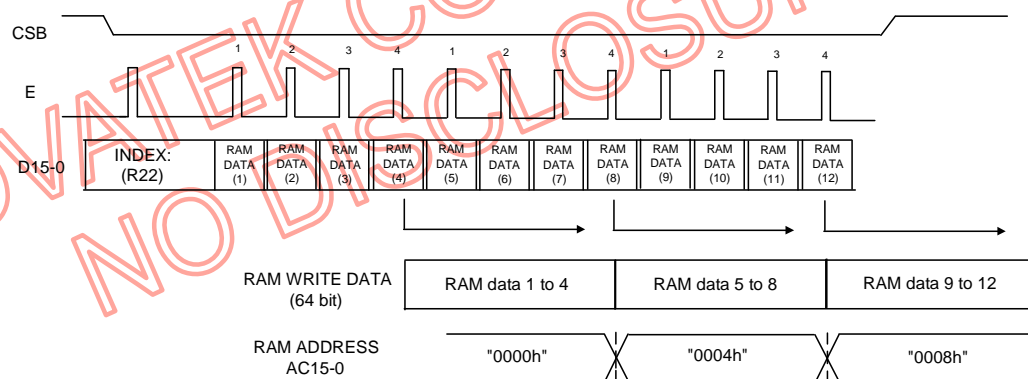 CSB
1 2 3 4 1 2 3 4 1 2 3 4
E
D15-0
INDEX:
(R22)
RAM
DATA
(1)
RAM
DATA
(2)
RAM
DATA
(3)
RAM
DATA
(4)
RAM
DATA
(5)
RAM
DATA
(6)
RAM
DATA
(7)
RAM
DATA
(8)
RAM
DATA
(9)
RAM
DATA
(10)
RAM
DATA
(11)
RAM
DATA
(12)
RAM WRITE DATA
(64 bit)
RAM data 1 to 4
RAM data 5 to 8
RAM data 9 to 12
RAM ADDRESS
AC15-0
"0000h"
"0004h"
"0008h"
NO DISCLOSU